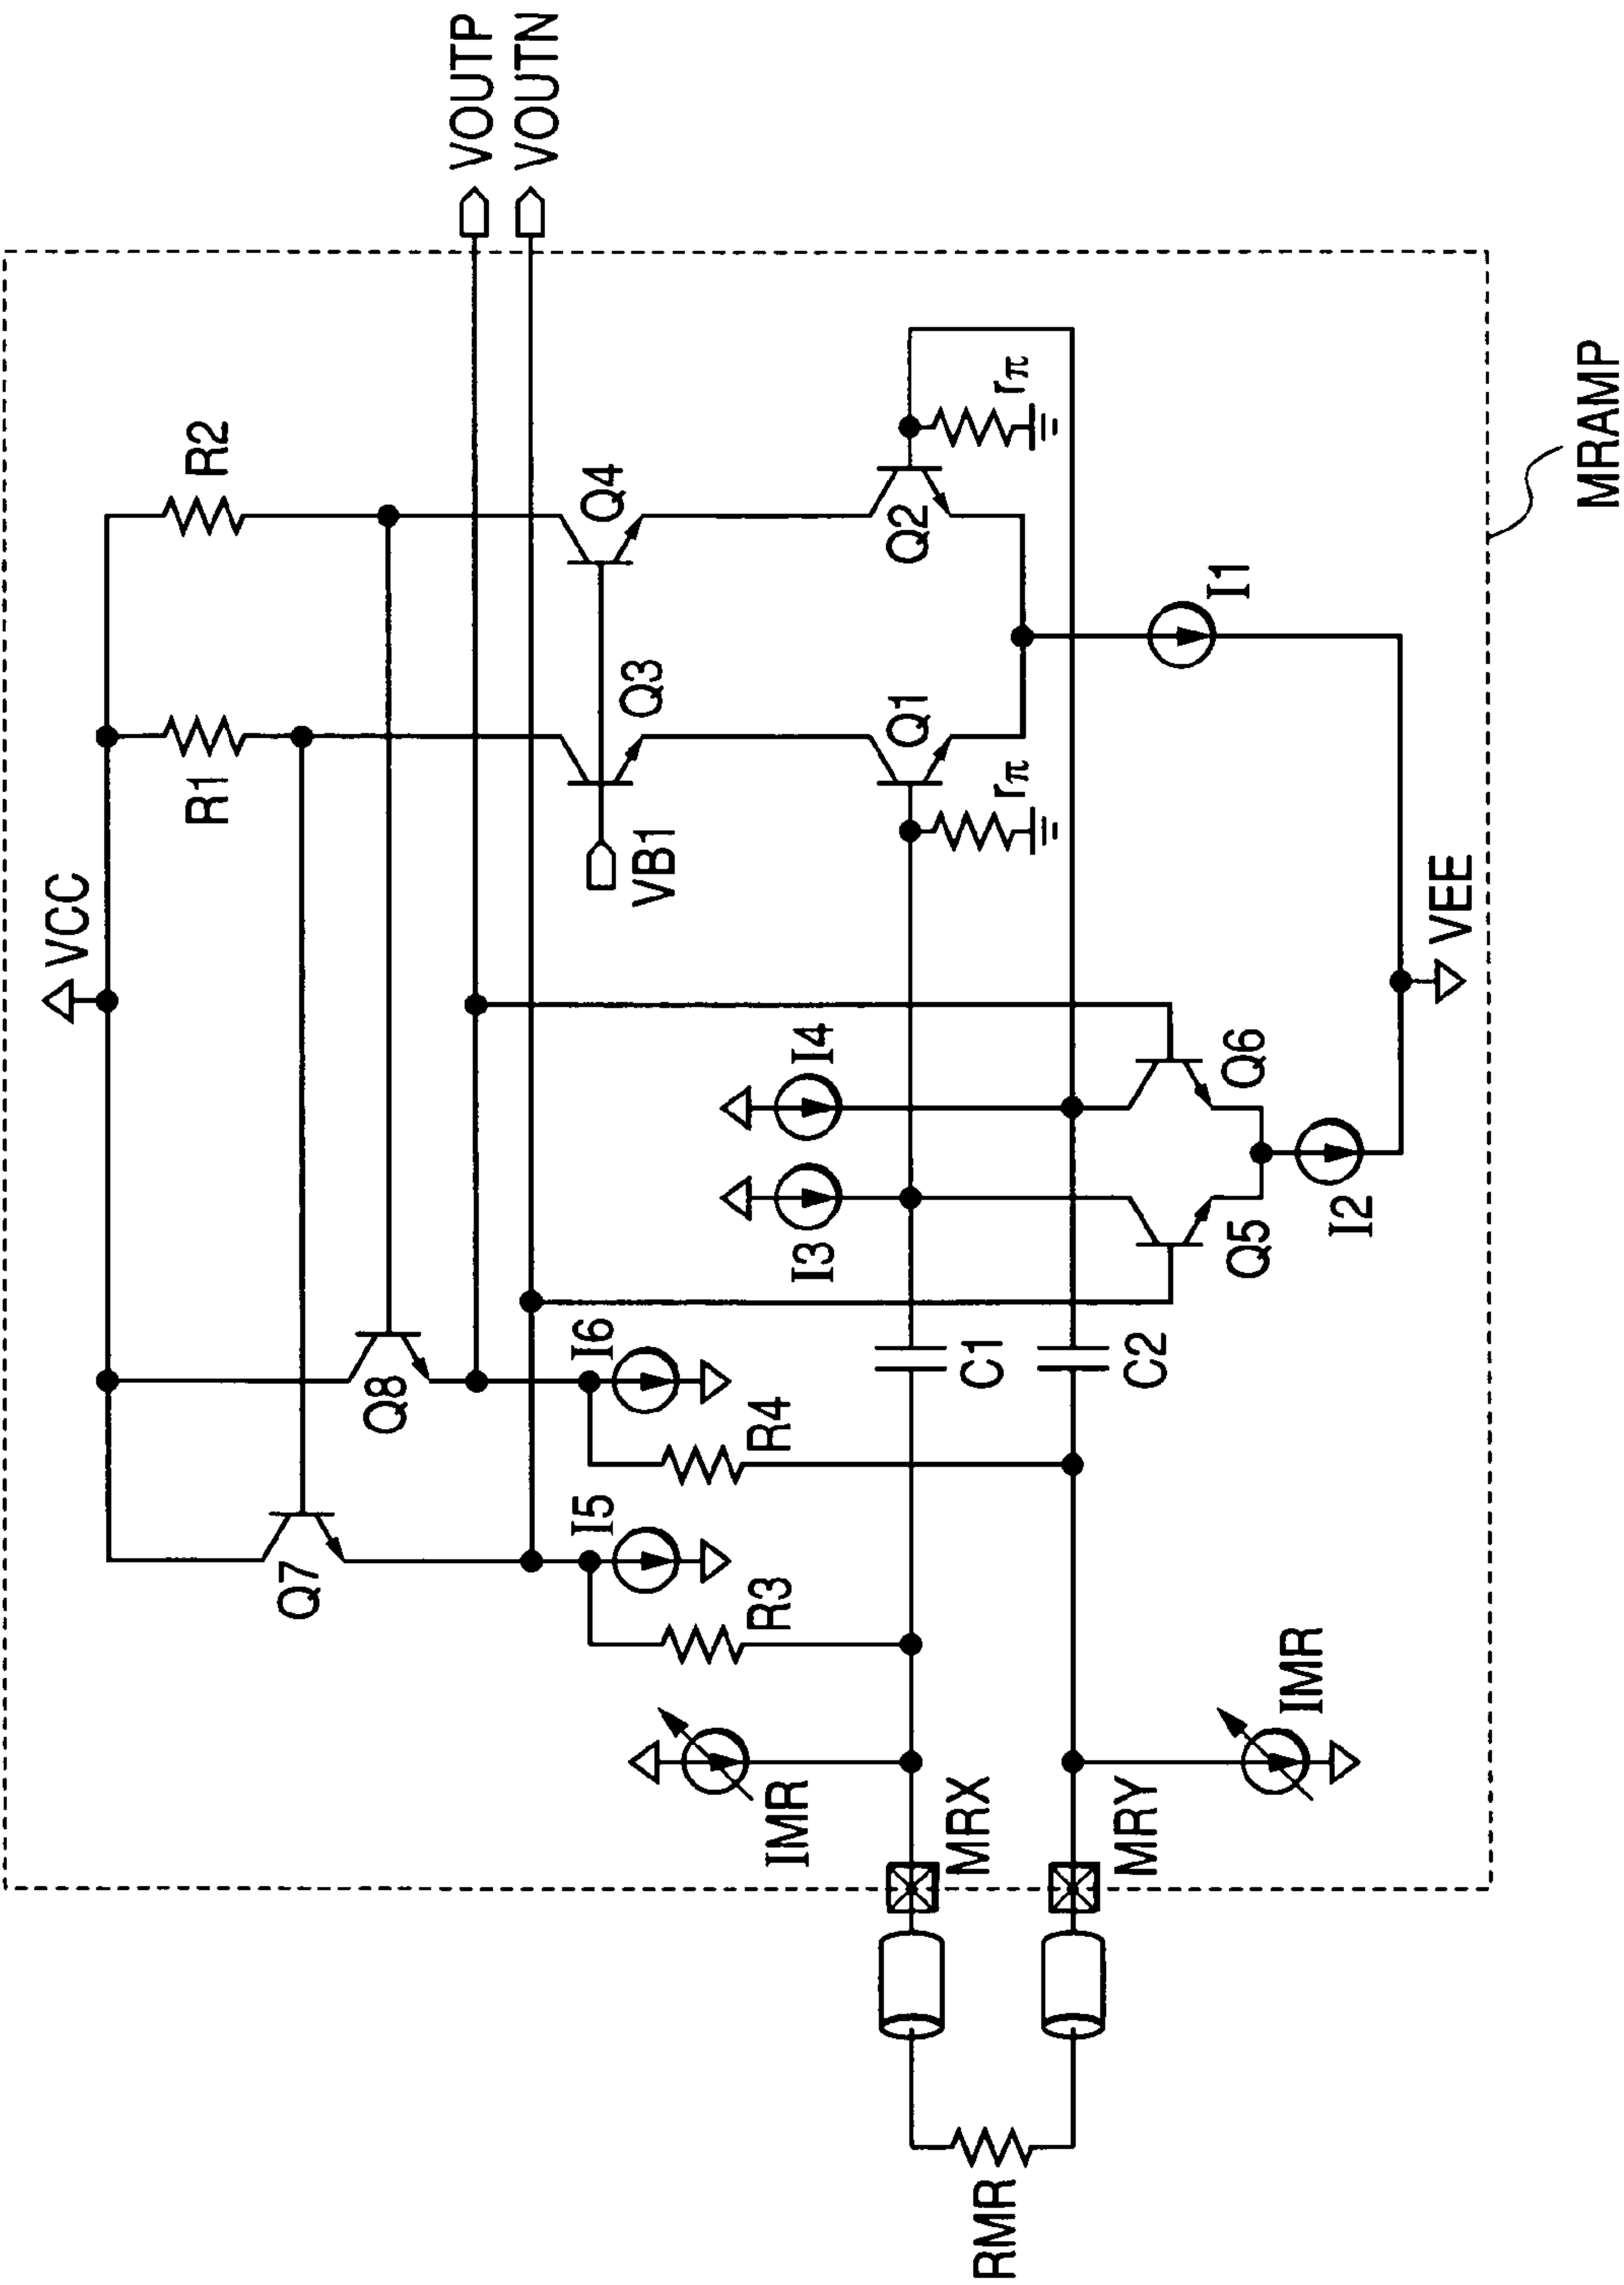 VOUTP
VOUTN
VCC
R1
R2
Q4
Q3
VB1
Q8
Q7
I6
I5
R4
R3
I4
I3
Q1
Q2
rπ
rπ
C1
C2
Q5
Q6
I1
I2
VEE
IMR
IMR
MRX
MRY
RMR
MRAMP